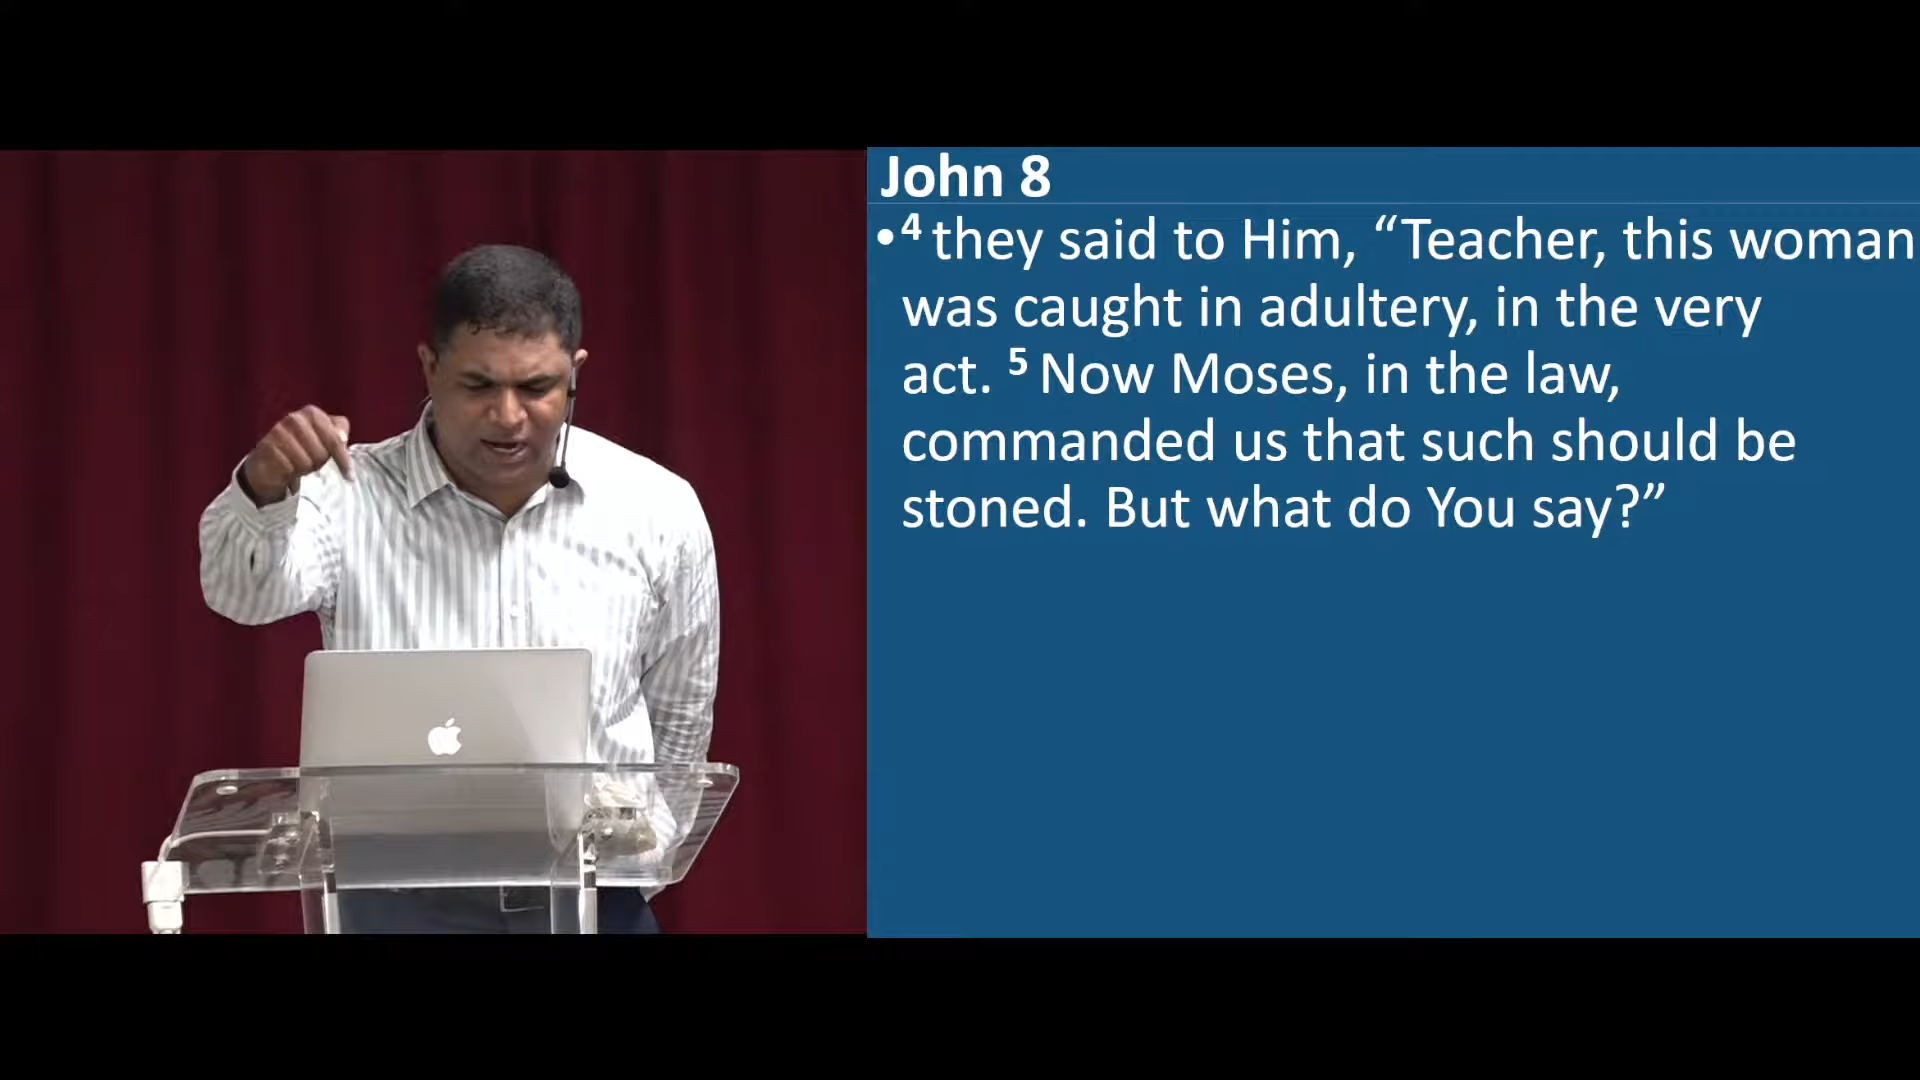 John 8
•⁴ they said to Him, “Teacher, this woman
was caught in adultery, in the very
act. ⁵ Now Moses, in the law,
commanded us that such should be
stoned. But what do You say?”